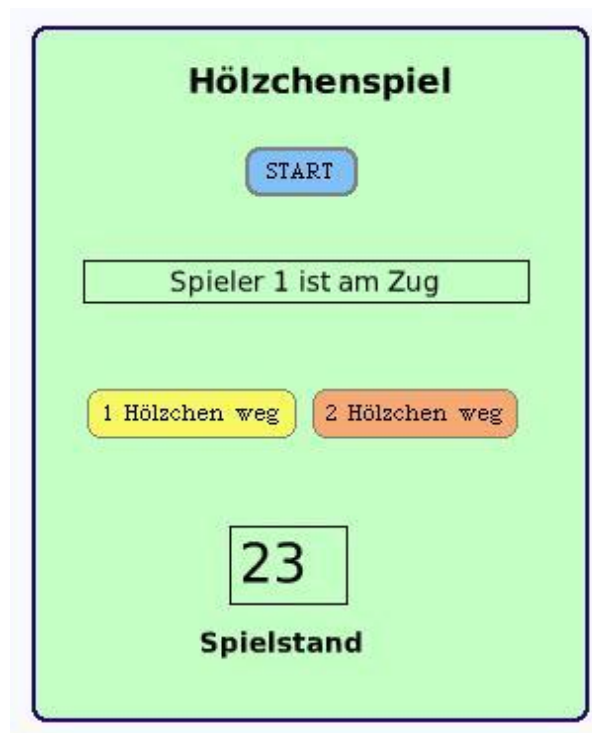 Hölzchenspiel
START
Spieler 1 ist am Zug
1 Hölzchen weg 2 Hölzchen weg
23
Spielstand